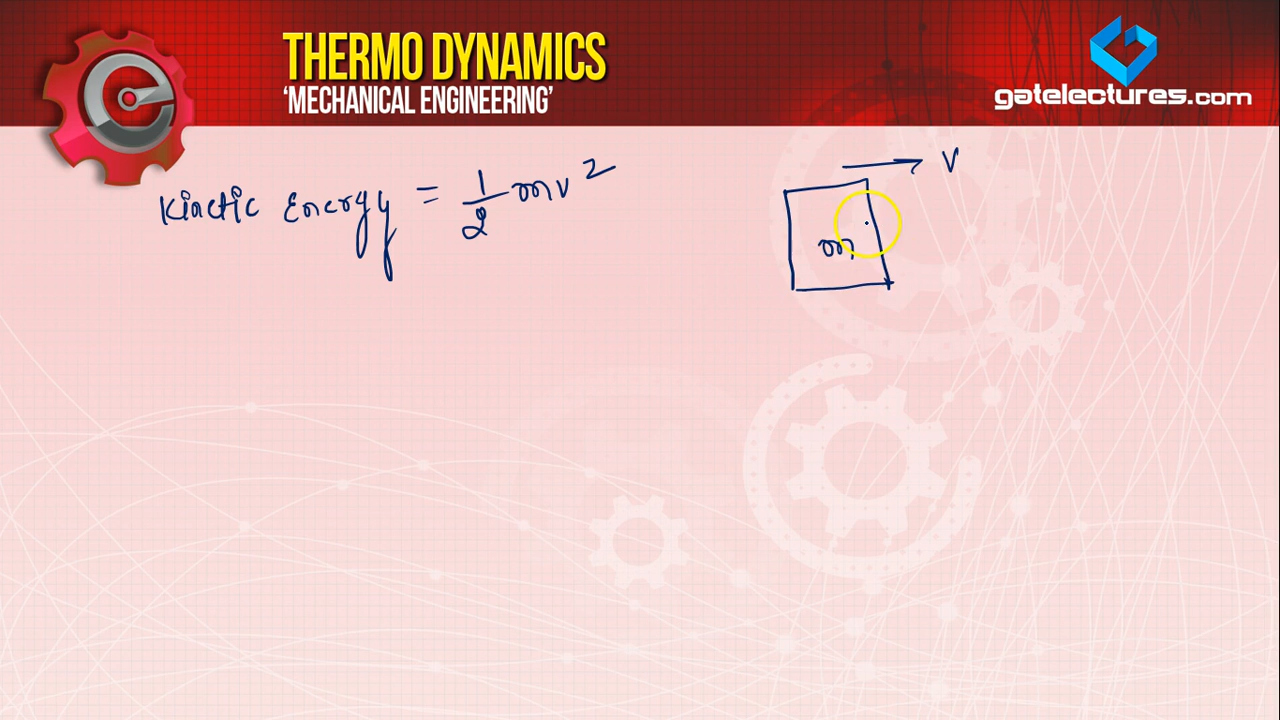 THERMO DYNAMICS
'MECHANICAL ENGINEERING'
gatelectures.com
Kinetic Energy = 1/2 mv²
V
m